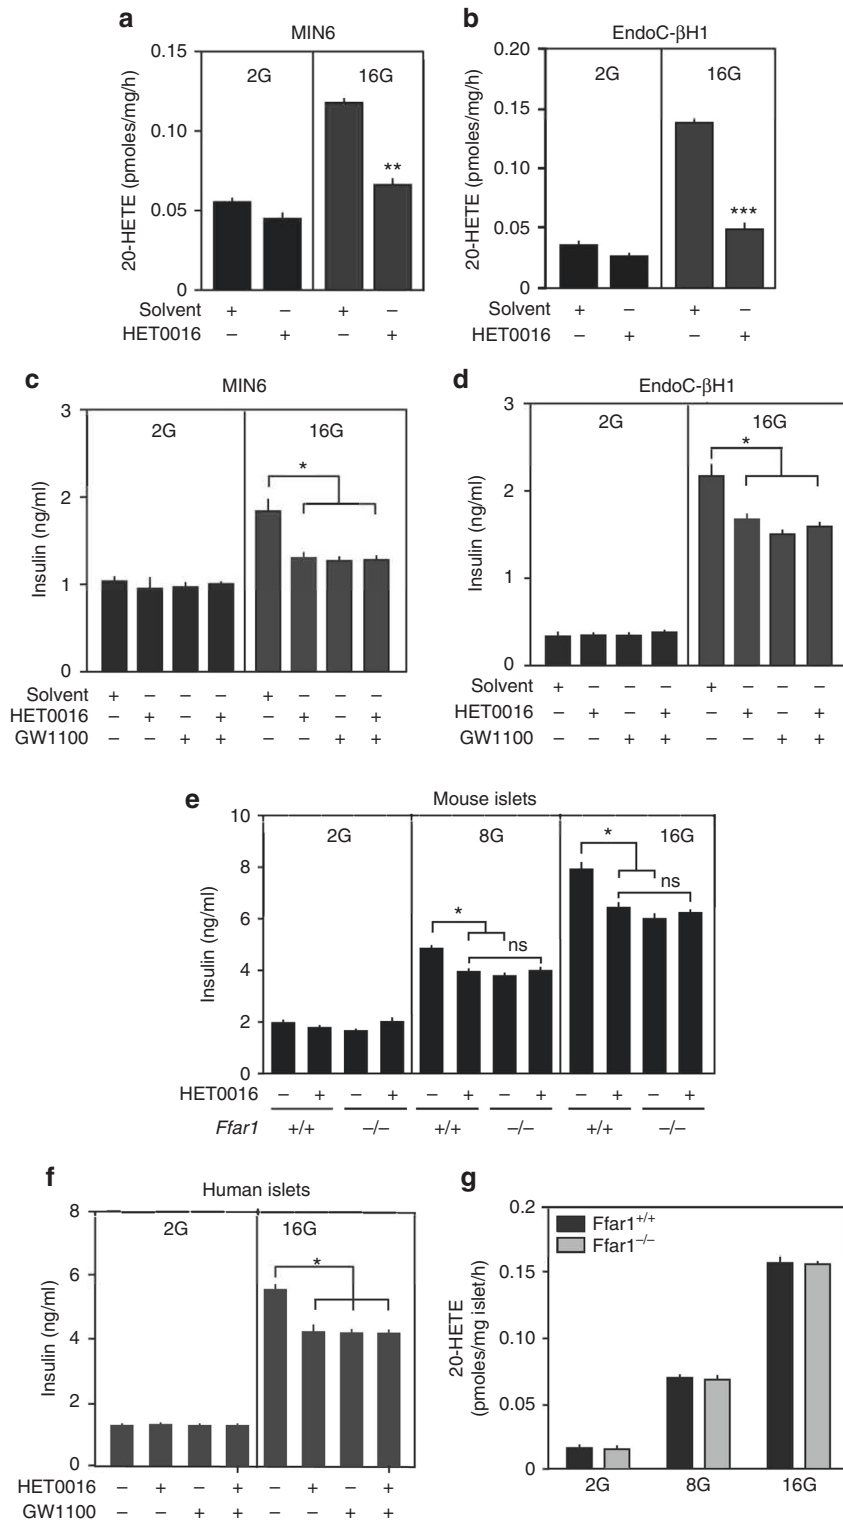 a
MIN6
20-HETE (pmoles/mg/h)
0.15
0.10
0.05
0
2G
16G
**
Solvent + – + –
HET0016 – + – +
b
EndoC-βH1
20-HETE (pmoles/mg/h)
0.20
0.15
0.10
0.05
0
2G
16G
***
Solvent + – + –
HET0016 – + – +
c
MIN6
Insulin (ng/ml)
3
2
1
0
2G
16G
*
Solvent + – – – + – – –
HET0016 – + – + – + – +
GW1100 – – + + – – + +
d
EndoC-βH1
Insulin (ng/ml)
3
2
1
0
2G
16G
*
Solvent + – – – + – – –
HET0016 – + – + – + – +
GW1100 – – + + – – + +
e
Mouse islets
Insulin (ng/ml)
10
8
6
4
2
0
2G
8G
16G
*
ns
*
ns
HET0016 – + – + – + – + – + – +
Ffar1 +/+ –/– +/+ –/– +/+ –/–
f
Human islets
Insulin (ng/ml)
8
6
4
2
0
2G
16G
*
HET0016 – + – + – + – +
GW1100 – – + + – – + +
g
20-HETE
(pmoles/mg islet/h)
0.2
0.15
0.10
0.05
0
Ffar1+/+
Ffar1–/–
2G 8G 16G